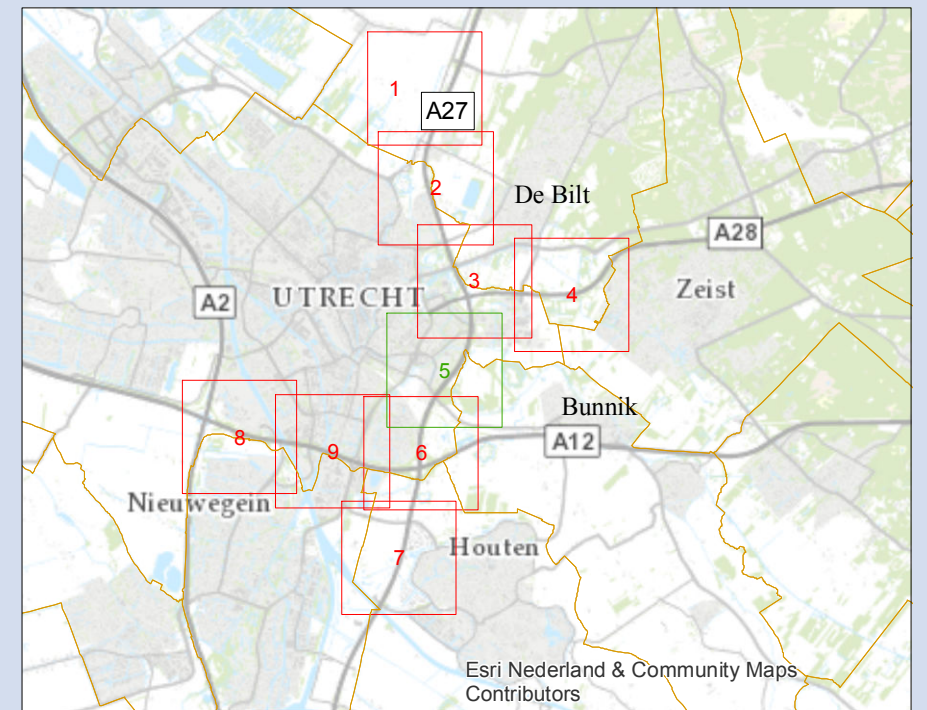 1
A27
2
De Bilt
A28
3
4
Zeist
A2
UTRECHT
5
Bunnik
A12
8
9
6
Nieuwegein
Houten
7
Esri Nederland & Community Maps
Contributors